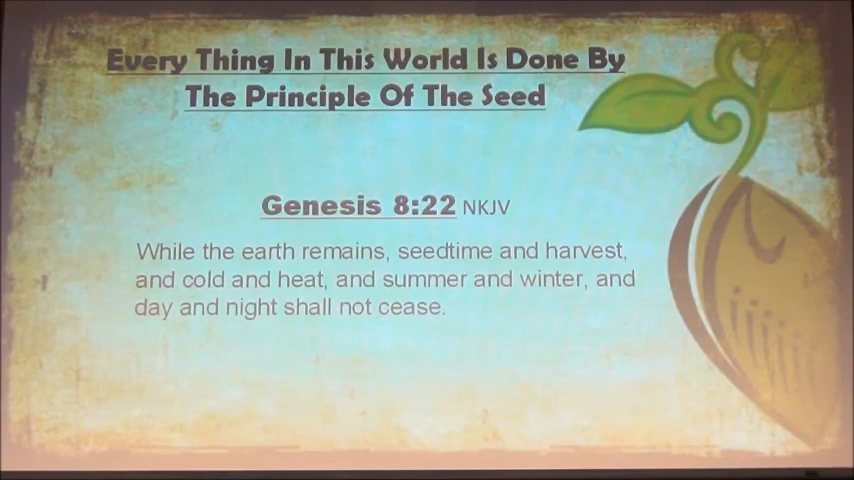 Every Thing In This World Is Done By
The Principle Of The Seed
Genesis 8:22 NKJV
While the earth remains, seedtime and harvest,
and cold and heat, and summer and winter, and
day and night shall not cease.